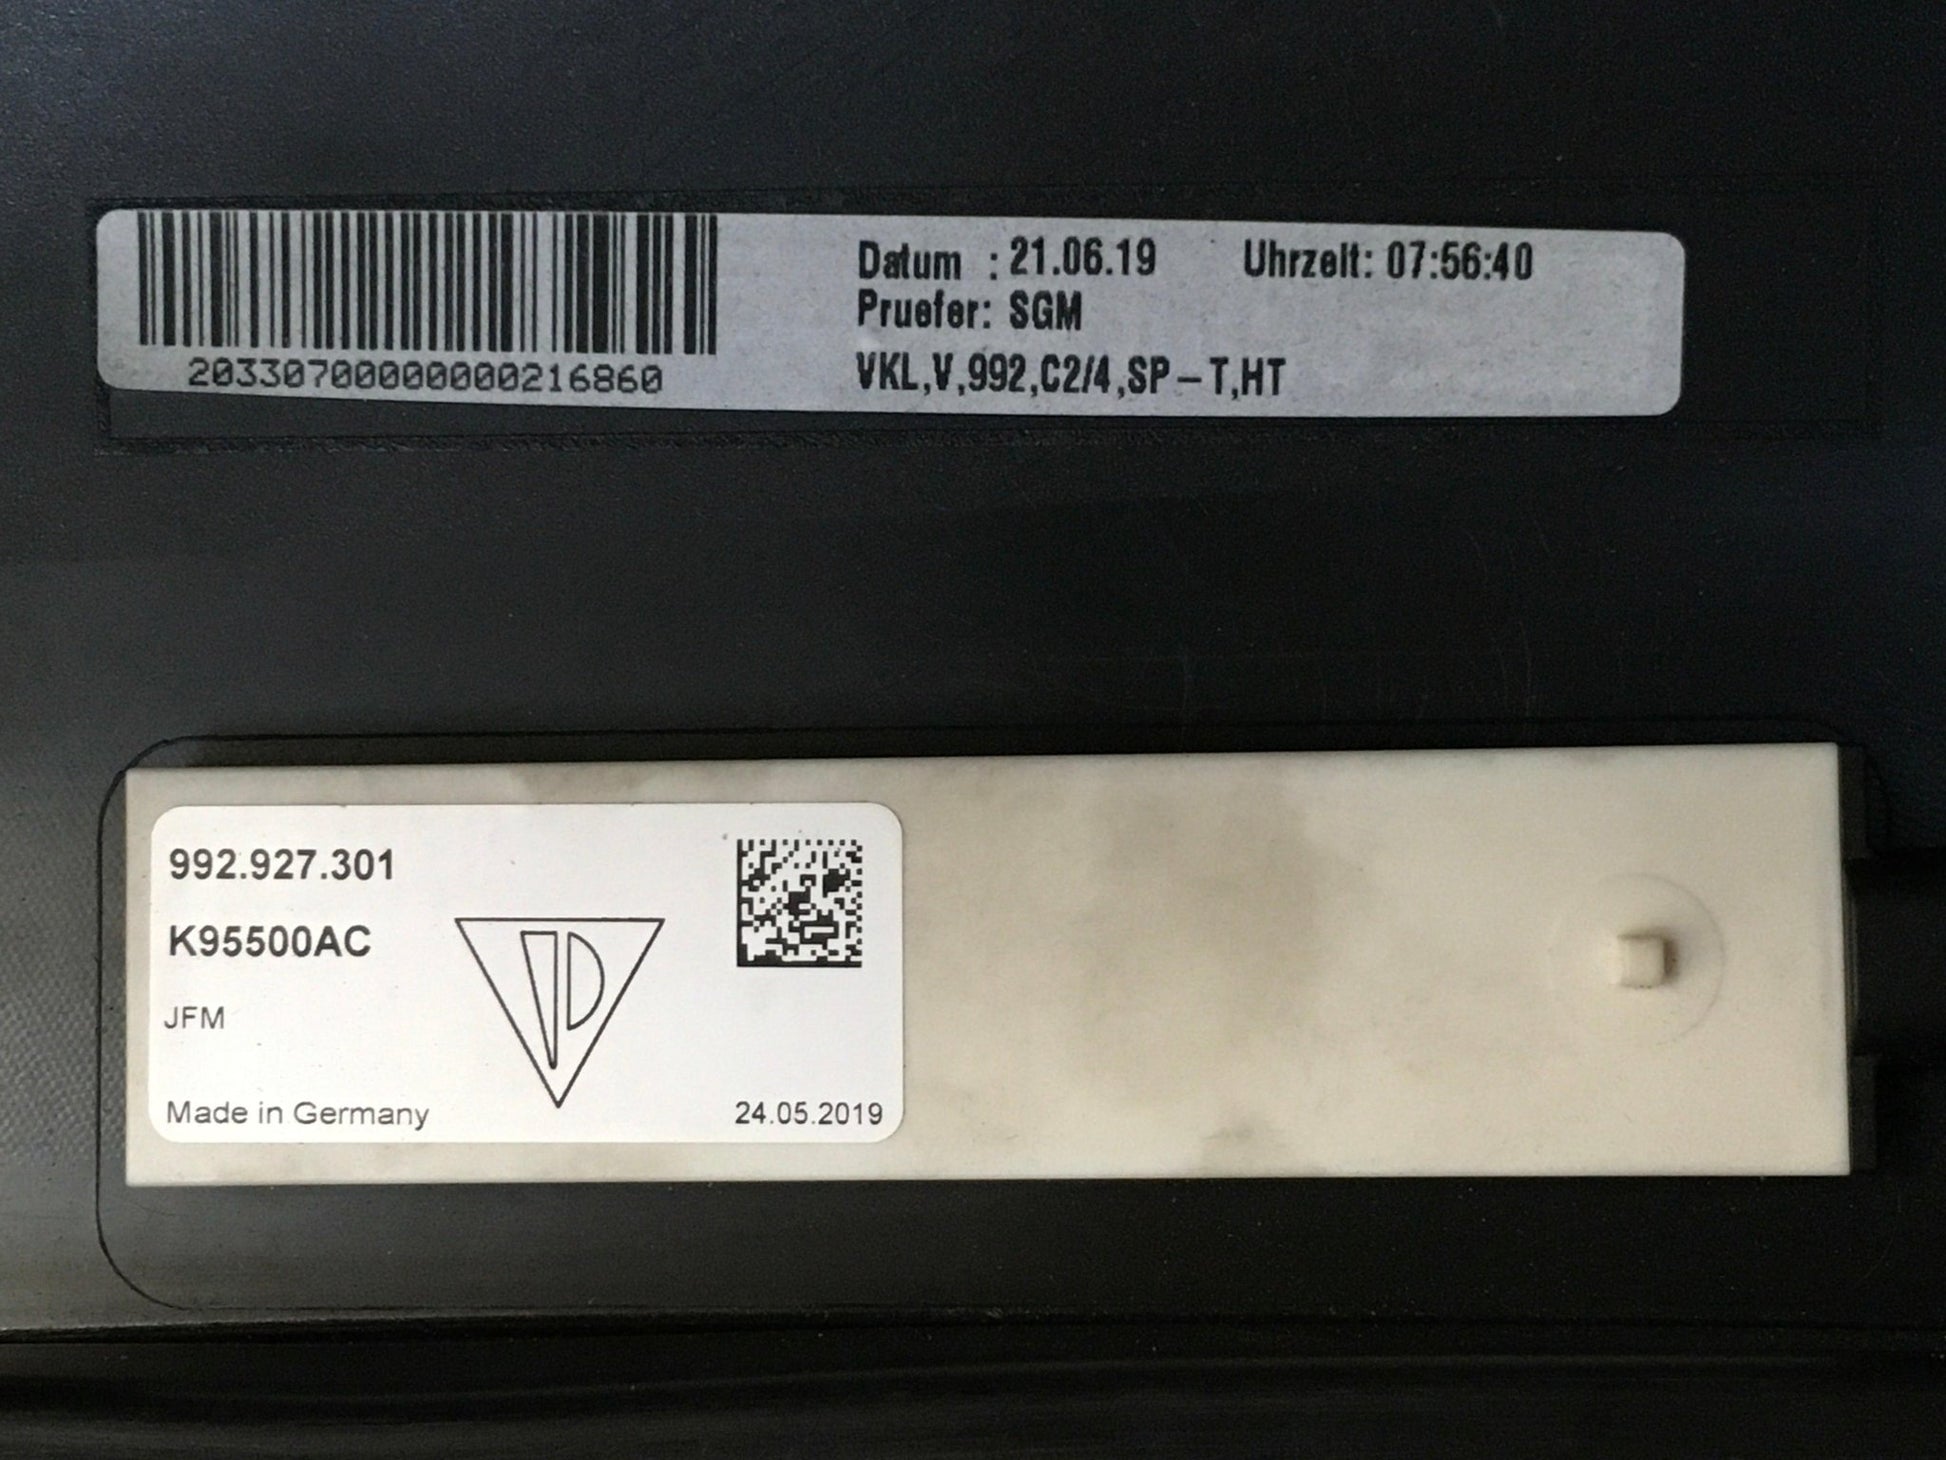 Datum : 21.06.19 Uhrzeit: 07:56:40
Pruefer: SGM
20330700000000216860
VKL,V,992,C2/4,SP-T,HT
992.927.301
K95500AC
JFM
Made in Germany
24.05.2019